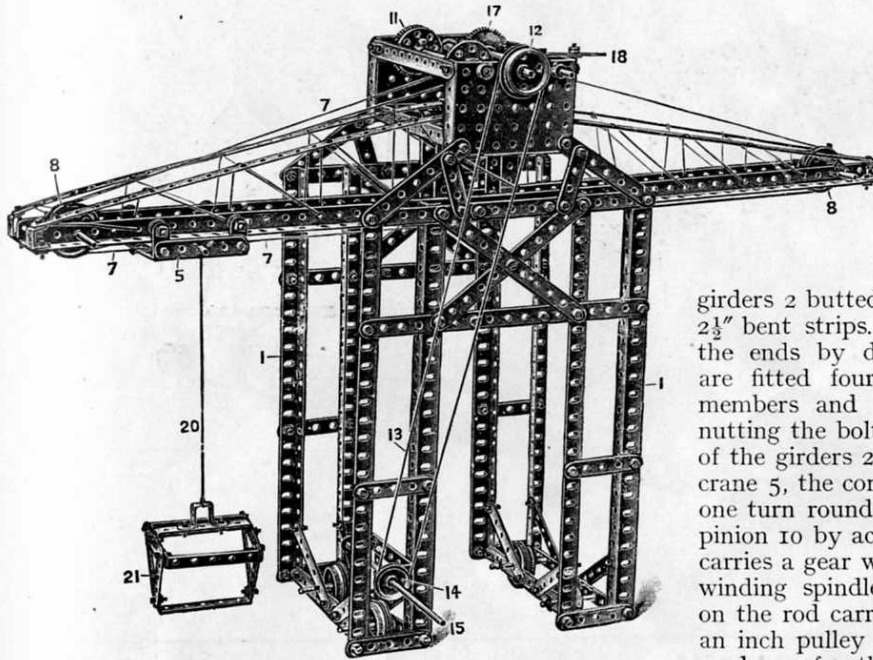 11
17
12
18
7
8
8
7
5
7
1
1
20
13
21
14
15
girders 2 butted
2½″ bent strips.
the ends by d
are fitted four
members and
nutting the bolt
of the girders 2
crane 5, the cor
one turn round
pinion 10 by ac
carries a gear w
winding spindle
on the rod carr
an inch pulley